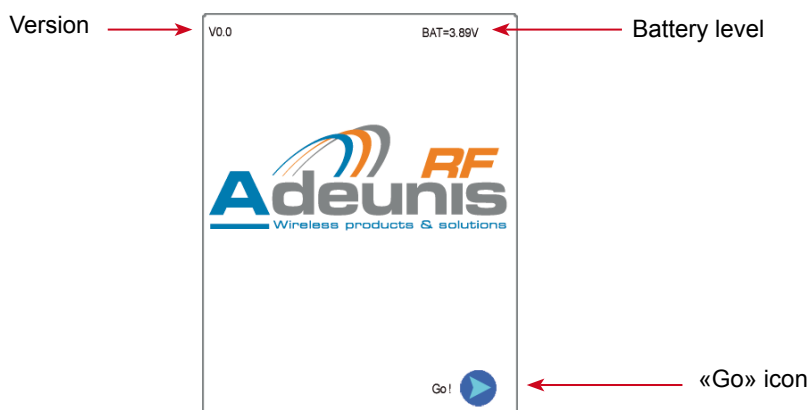 Version
V0.0
BAT=3.89V
Battery level
RF
Adeunis
Wireless products & solutions
Go!
«Go» icon